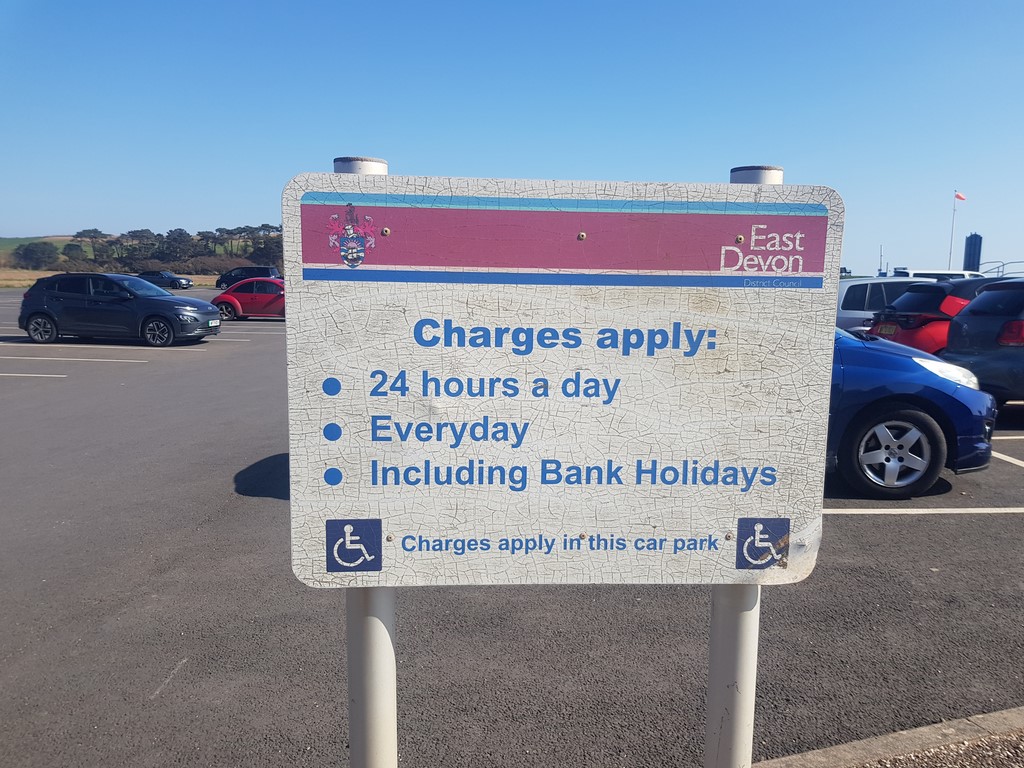 East
Devon
District Council
Charges apply:
● 24 hours a day
● Everyday
● Including Bank Holidays
Charges apply in this car park